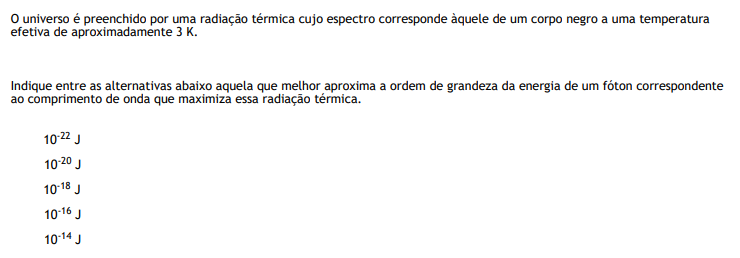 O universo é preenchido por uma radiação térmica cujo espectro corresponde àquele de um corpo negro a uma temperatura
efetiva de aproximadamente 3 K.
Indique entre as alternativas abaixo aquela que melhor aproxima a ordem de grandeza da energia de um fóton correspondente
ao comprimento de onda que maximiza essa radiação térmica.
10⁻²² J
10⁻²⁰ J
10⁻¹⁸ J
10⁻¹⁶ J
10⁻¹⁴ J